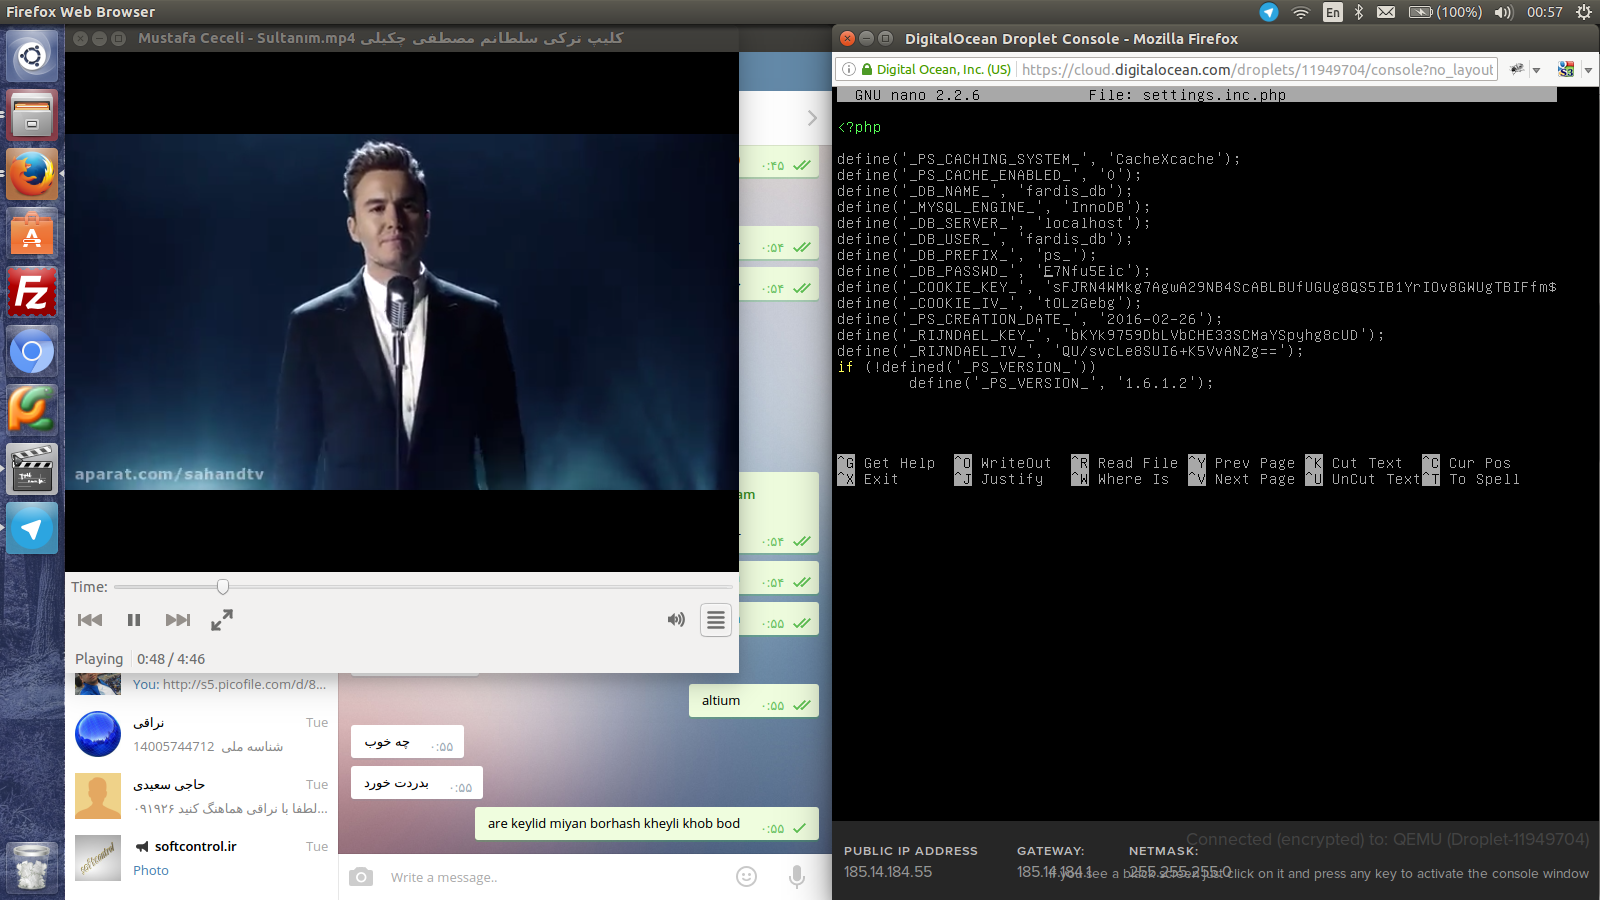 Firefox Web Browser
En
(100%)
00:57
Mustafa Ceceli - Sultanım.mp4 کلیپ ترکی سلطانم مصطفی چکیلی
aparat.com/sahandtv
Time:
Playing
0:48 / 4:46
۰:۴۵
۰:۵۴
۰:۵۴
am
۰:۵۴
۰:۵۴
۰:۵۵
You: http://s5.picofile.com/d/8...
نراقی
Tue
شناسه ملی 14005744712
حاجی سعیدی
Tue
لطفا با نراقی هماهنگ کنید ۰۹۱۹۲۶...
softcontrol.ir
Tue
Photo
altium
۰:۵۵
چه خوب
۰:۵۵
بدردت خورد
۰:۵۵
are keylid miyan borhash kheyli khob bod
۰:۵۵
Write a message..
DigitalOcean Droplet Console - Mozilla Firefox
Digital Ocean, Inc. (US)
https://cloud.digitalocean.com/droplets/11949704/console?no_layout
S3
GNU nano 2.2.6 File: settings.inc.php
<?php
define('_PS_CACHING_SYSTEM_', 'CacheXcache');
define('_PS_CACHE_ENABLED_', '0');
define('_DB_NAME_', 'fardis_db');
define('_MYSQL_ENGINE_', 'InnoDB');
define('_DB_SERVER_', 'localhost');
define('_DB_USER_', 'fardis_db');
define('_DB_PREFIX_', 'ps_');
define('_DB_PASSWD_', 'E7Nfu5Eic');
define('_COOKIE_KEY_', 'sFJRN4WMkg7AgwA29NB4ScABLBUfUGUg8QS5IB1YrIOv8GWUgTBIFfm$
define('_COOKIE_IV_', 'tOLzGebg');
define('_PS_CREATION_DATE_', '2016-02-26');
define('_RIJNDAEL_KEY_', 'bKYk9759DbLVbCHE33SCMaYSpyhg8cUD');
define('_RIJNDAEL_IV_', 'QU/svcLe8SUI6+K5VvANZg==');
if (!defined('_PS_VERSION_'))
define('_PS_VERSION_', '1.6.1.2');
^G Get Help ^O WriteOut ^R Read File ^Y Prev Page ^K Cut Text ^C Cur Pos
^X Exit ^J Justify ^W Where Is ^V Next Page ^U UnCut Text ^T To Spell
Connected (encrypted) to: QEMU (Droplet-11949704)
PUBLIC IP ADDRESS
GATEWAY:
NETMASK:
185.14.184.55
185.14.184.1
255.255.255.0
If you see a black screen just click on it and press any key to activate the console window